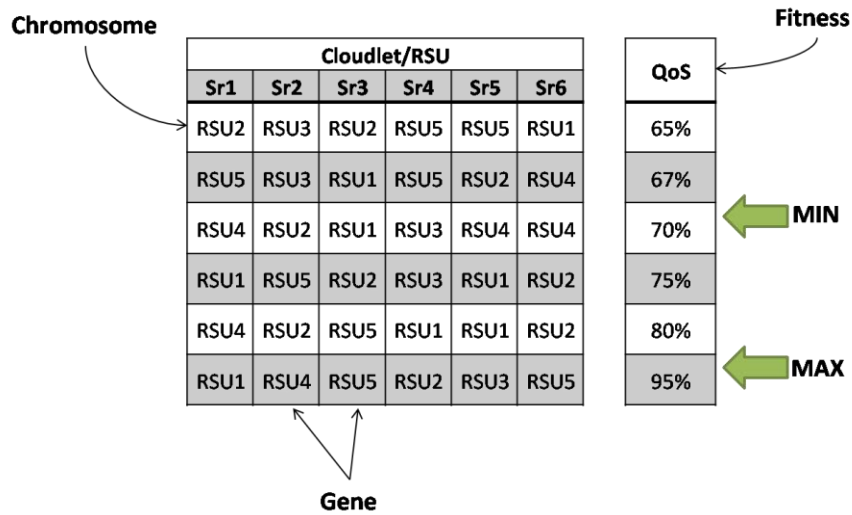 Chromosome
Fitness
Cloudlet/RSU
QoS
Sr1 Sr2 Sr3 Sr4 Sr5 Sr6
RSU2 RSU3 RSU2 RSU5 RSU5 RSU1 65%
RSU5 RSU3 RSU1 RSU5 RSU2 RSU4 67%
MIN
RSU4 RSU2 RSU1 RSU3 RSU4 RSU4 70%
RSU1 RSU5 RSU2 RSU3 RSU1 RSU2 75%
RSU4 RSU2 RSU5 RSU1 RSU1 RSU2 80%
MAX
RSU1 RSU4 RSU5 RSU2 RSU3 RSU5 95%
Gene